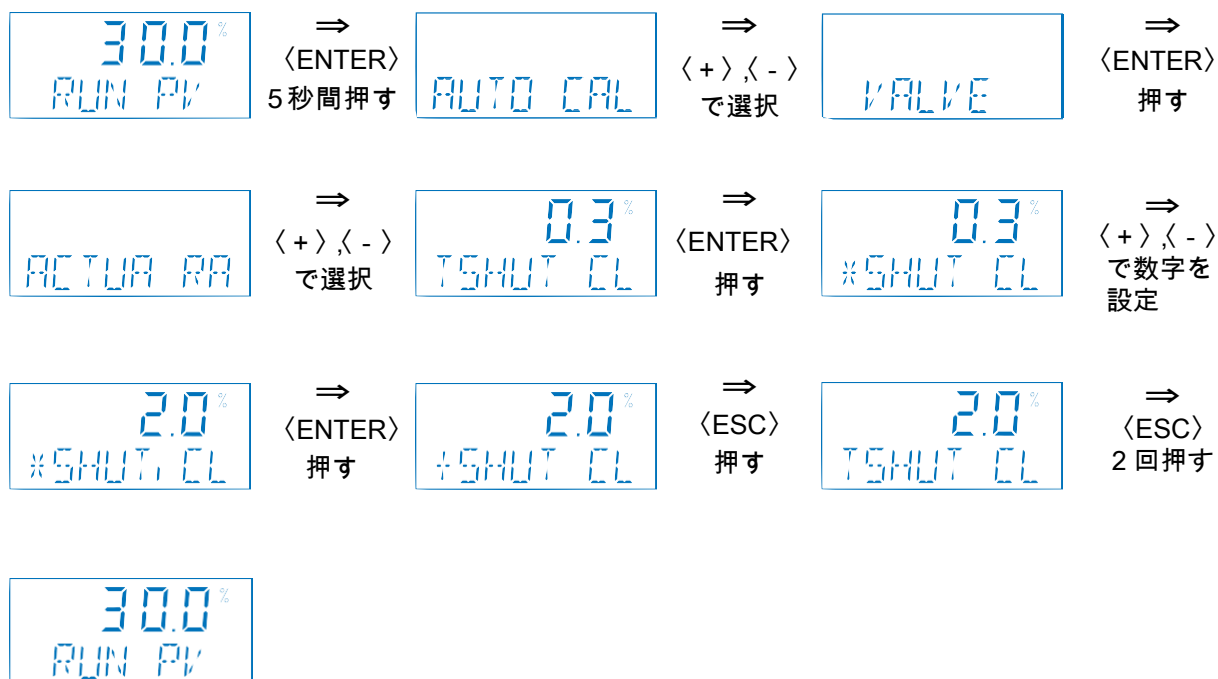 30.0%
RUN PV
⇒
〈ENTER〉
5秒間押す
AUTO CAL
⇒
〈 + 〉,〈 - 〉
で選択
VALVE
⇒
〈ENTER〉
押す
ACTUA RA
⇒
〈 + 〉,〈 - 〉
で選択
0.3%
TSHUT CL
⇒
〈ENTER〉
押す
0.3%
*SHUT CL
⇒
〈 + 〉,〈 - 〉
で数字を
設定
2.0%
*SHUTi CL
⇒
〈ENTER〉
押す
2.0%
+SHUT CL
⇒
〈ESC〉
押す
2.0%
TSHUT CL
⇒
〈ESC〉
2回押す
30.0%
RUN PV